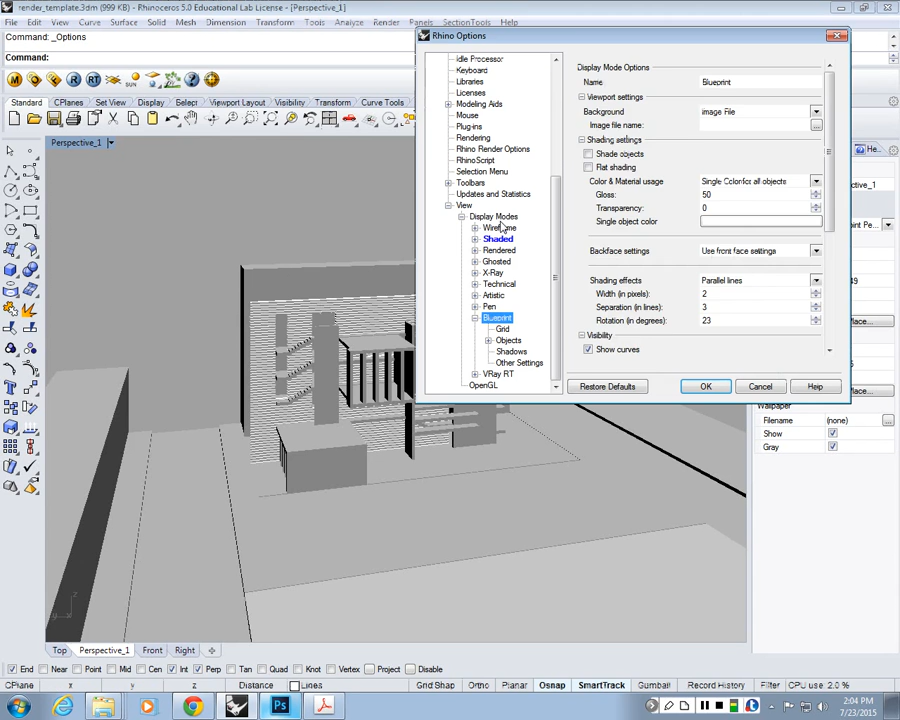 render_template.3dm (999 KB) - Rhinoceros 5.0 Educational Lab License - [Perspective_1]
File Edit View Curve Surface Solid Mesh Dimension Transform Tools Analyze Render Panels SectionTools Help
Command: _Options
Command:
Standard CPlanes Set View Display Select Viewport Layout Visibility Transform Curve Tools
Perspective_1
Rhino Options
Idle Processor
Keyboard
Libraries
Licenses
Modeling Aids
Mouse
Plug-ins
Rendering
Rhino Render Options
RhinoScript
Selection Menu
Toolbars
Updates and Statistics
View
Display Modes
Wireframe
Shaded
Rendered
Ghosted
X-Ray
Technical
Artistic
Pen
Blueprint
Grid
Objects
Shadows
Other Settings
VRay RT
OpenGL
Display Mode Options
Name Blueprint
Viewport settings
Background image File
Image file name: ...
Shading settings
Shade objects
Flat shading
Color & Material usage Single Color for all objects
Gloss: 50
Transparency: 0
Single object color
Backface settings Use front face settings
Shading effects Parallel lines
Width (in pixels) 2
Separation (in lines) 3
Rotation (in degrees) 23
Visibility
Show curves
Restore Defaults OK Cancel Help
He...
ective_1
int Pe...
49
lace...
lace...
Wallpaper
Filename (none) ...
Show
Gray
z
y x
Top Perspective_1 Front Right
End Near Point Mid Cen Int Perp Tan Quad Knot Vertex Project Disable
CPlane x y z Distance Lines Grid Snap Ortho Planar Osnap SmartTrack Gumball Record History Filter CPU use: 2.0 %
2:04 PM
7/23/2015